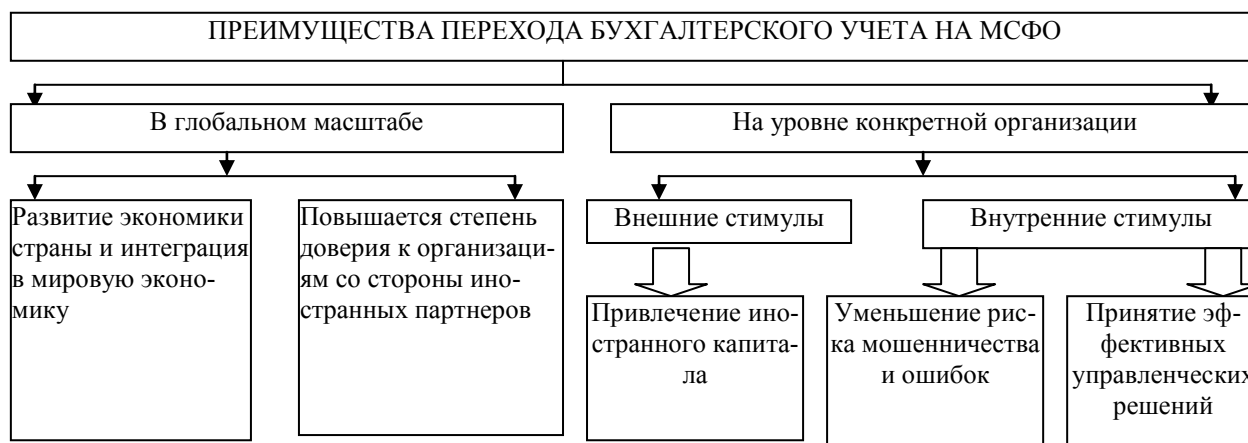 ПРЕИМУЩЕСТВА ПЕРЕХОДА БУХГАЛТЕРСКОГО УЧЕТА НА МСФО
В глобальном масштабе
На уровне конкретной организации
Развитие экономики
страны и интеграция
в мировую эконо-
мику
Повышается степень
доверия к организаци-
ям со стороны ино-
странных партнеров
Внешние стимулы
Внутренние стимулы
Привлечение ино-
странного капита-
ла
Уменьшение рис-
ка мошенничества
и ошибок
Принятие эф-
фективных
управленческих
решений